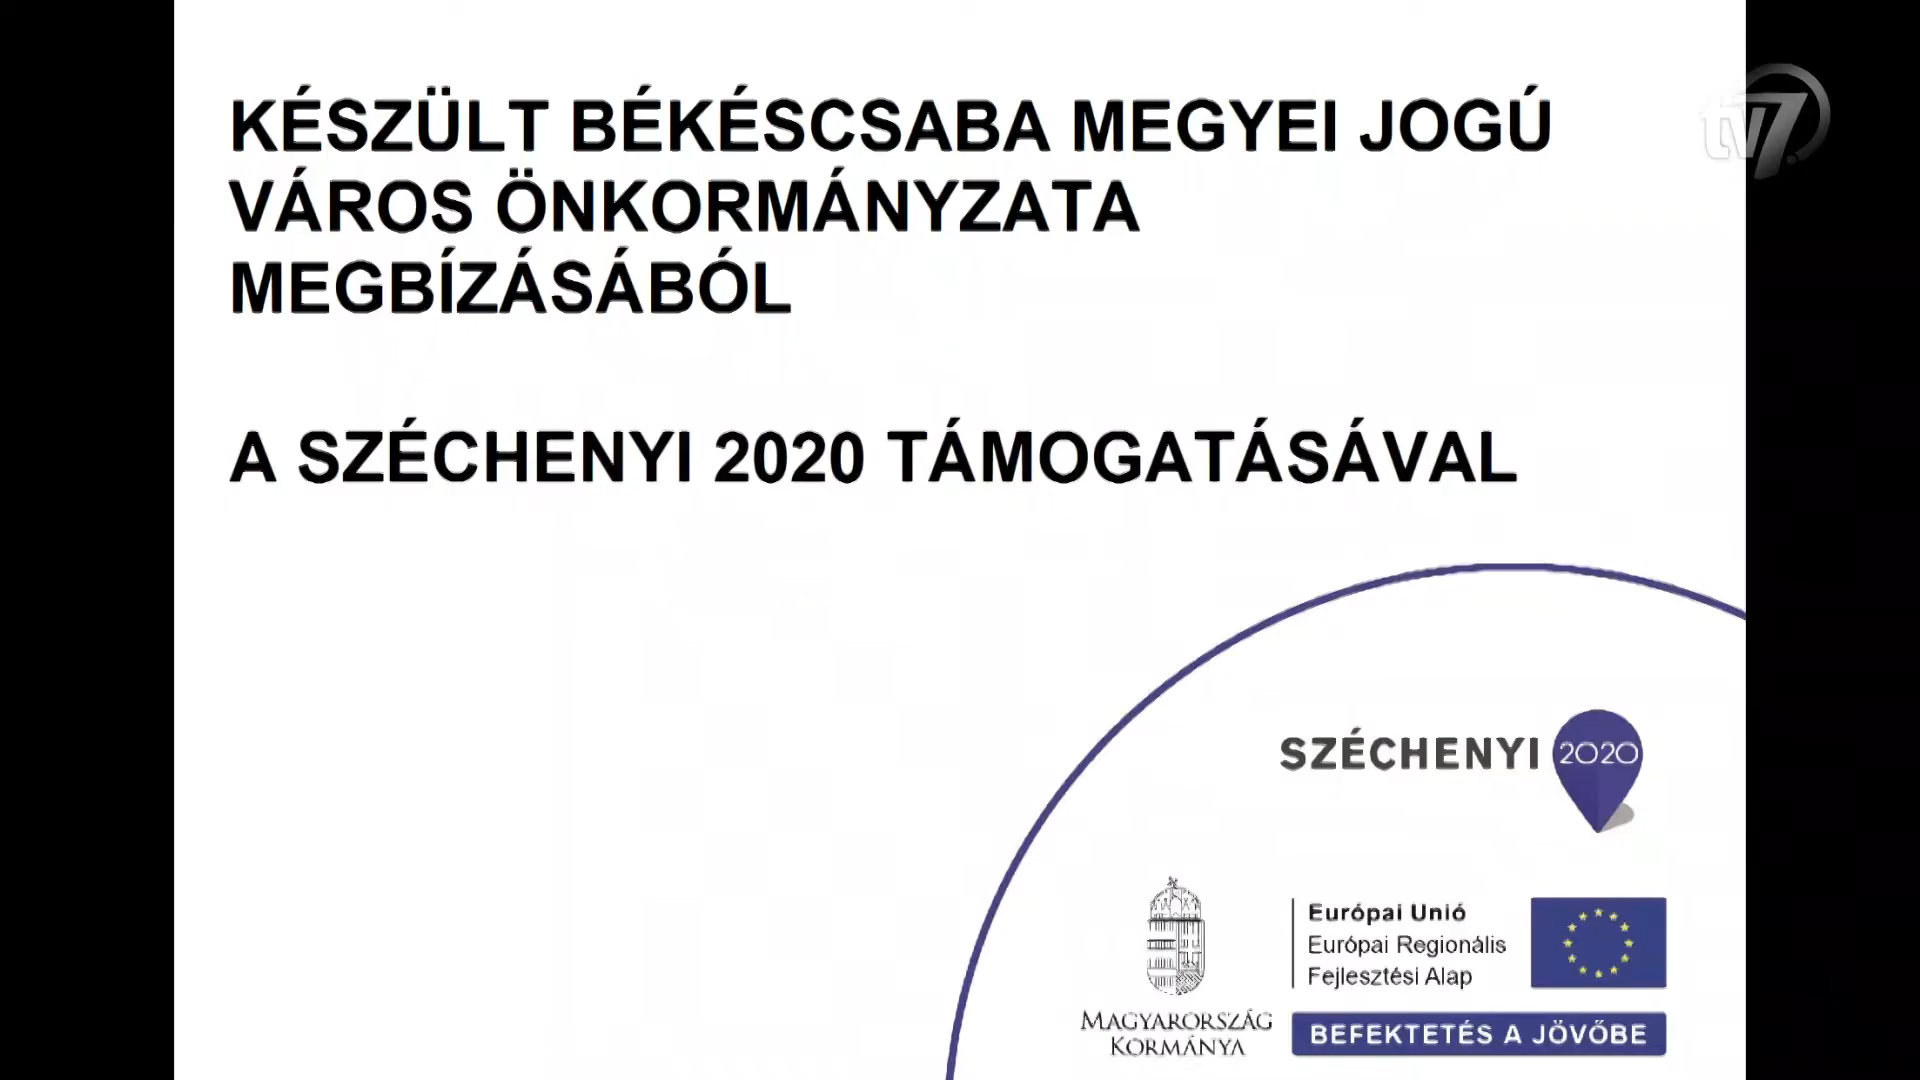 KÉSZÜLT BÉKÉSCSABA MEGYEI JOGÚ
VÁROS ÖNKORMÁNYZATA
MEGBÍZÁSÁBÓL
A SZÉCHENYI 2020 TÁMOGATÁSÁVAL
tv7.
SZÉCHENYI 2020
Európai Unió
Európai Regionális
Fejlesztési Alap
MAGYARORSZÁG
KORMÁNYA
BEFEKTETÉS A JÖVŐBE